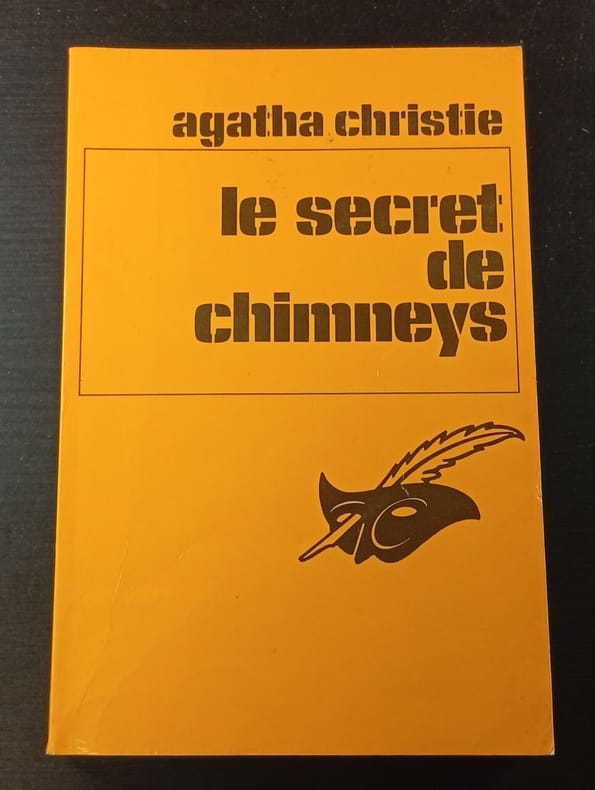 agatha christie
le secret
de
chimneys